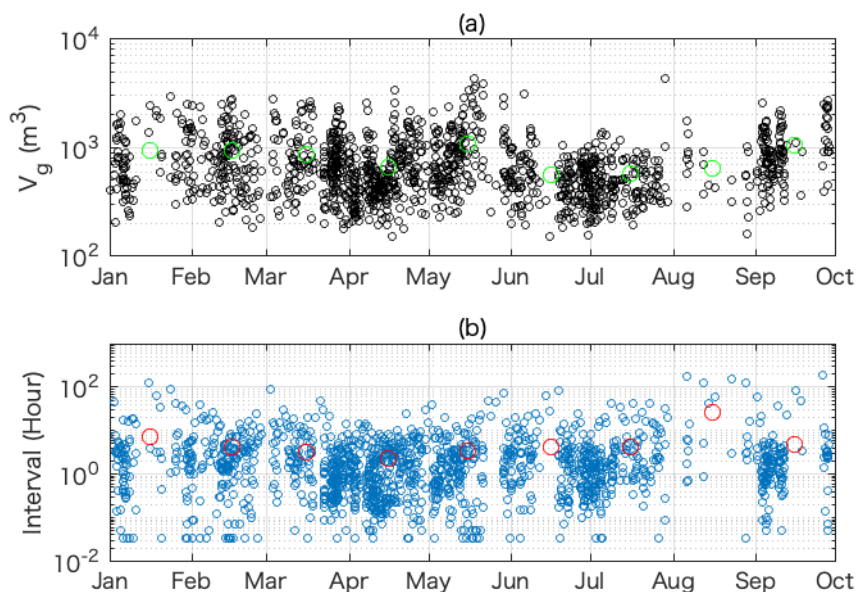 (a)
10^4
10^3
10^2
V_g (m^3)
Jan Feb Mar Apr May Jun Jul Aug Sep Oct
(b)
10^2
10^0
10^-2
Interval (Hour)
Jan Feb Mar Apr May Jun Jul Aug Sep Oct